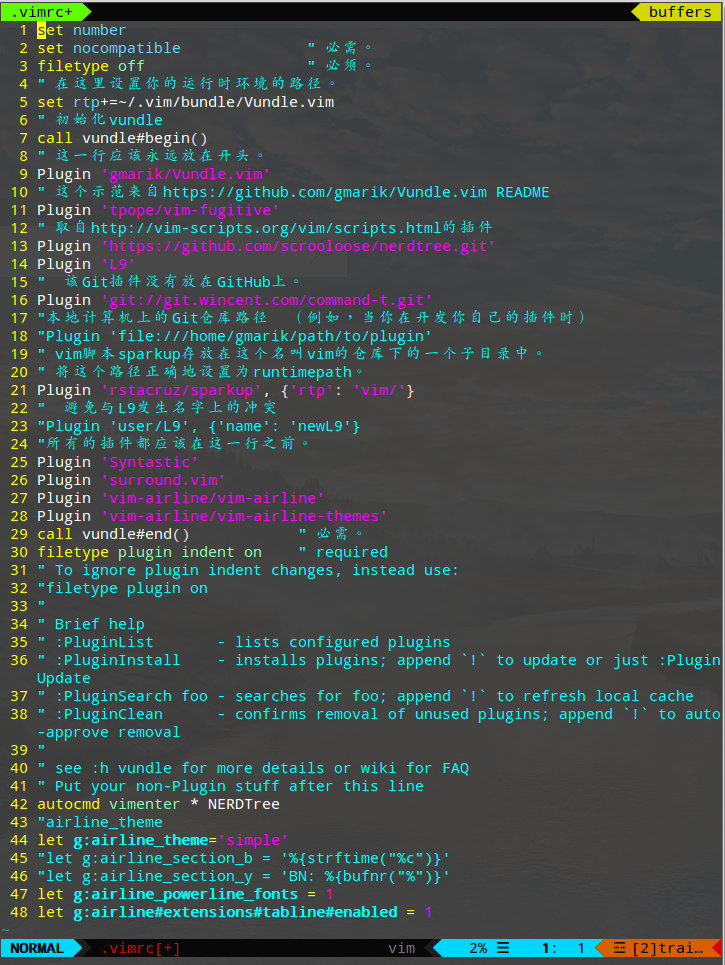 .vimrc+ buffers
1 set number
2 set nocompatible " 必需。
3 filetype off " 必须。
4 " 在这里设置你的运行时环境的路径。
5 set rtp+=~/.vim/bundle/Vundle.vim
6 " 初始化vundle
7 call vundle#begin()
8 " 这一行应该永远放在开头。
9 Plugin 'gmarik/Vundle.vim'
10 " 这个示范来自https://github.com/gmarik/Vundle.vim README
11 Plugin 'tpope/vim-fugitive'
12 " 取自http://vim-scripts.org/vim/scripts.html的插件
13 Plugin 'https://github.com/scrooloose/nerdtree.git'
14 Plugin 'L9'
15 " 该Git插件没有放在GitHub上。
16 Plugin 'git://git.wincent.com/command-t.git'
17 "本地计算机上的Git仓库路径 （例如，当你在开发你自己的插件时）
18 "Plugin 'file:///home/gmarik/path/to/plugin'
19 " vim脚本sparkup存放在这个名叫vim的仓库下的一个子目录中。
20 " 将这个路径正确地设置为runtimepath。
21 Plugin 'rstacruz/sparkup', {'rtp': 'vim/'}
22 " 避免与L9发生名字上的冲突
23 "Plugin 'user/L9', {'name': 'newL9'}
24 "所有的插件都应该在这一行之前。
25 Plugin 'Syntastic'
26 Plugin 'surround.vim'
27 Plugin 'vim-airline/vim-airline'
28 Plugin 'vim-airline/vim-airline-themes'
29 call vundle#end() " 必需。
30 filetype plugin indent on " required
31 " To ignore plugin indent changes, instead use:
32 "filetype plugin on
33 "
34 " Brief help
35 " :PluginList - lists configured plugins
36 " :PluginInstall - installs plugins; append `!` to update or just :Plugin
Update
37 " :PluginSearch foo - searches for foo; append `!` to refresh local cache
38 " :PluginClean - confirms removal of unused plugins; append `!` to auto
-approve removal
39 "
40 " see :h vundle for more details or wiki for FAQ
41 " Put your non-Plugin stuff after this line
42 autocmd vimenter * NERDTree
43 "airline_theme
44 let g:airline_theme='simple'
45 "let g:airline_section_b = '%{strftime("%c")}'
46 "let g:airline_section_y = 'BN: %{bufnr("%")}'
47 let g:airline_powerline_fonts = 1
48 let g:airline#extensions#tabline#enabled = 1
~
NORMAL .vimrc[+] vim 2% ☰ 1: 1 ☲ [2]trai…